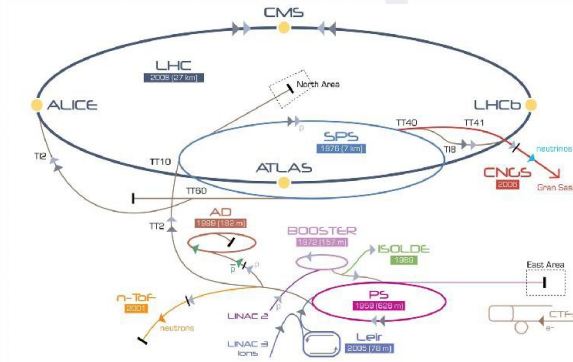 CMS
LHC
2008 (27 km)
North Area
ALICE
LHCb
TT40
TT41
SPS
1976 (7 km)
TI8
neutrinos
TI2
TT10
ATLAS
CNGS
2006
Gran Sas
TT60
AD
1999 (182 m)
TT2
BOOSTER
1972 (157 m)
ISOLDE
1989
East Area
p
p
p
n-ToF
2001
PS
1959 (628 m)
LINAC 2
CTF
e-
neutrons
LINAC 3
Ions
Leir
2005 (78 m)